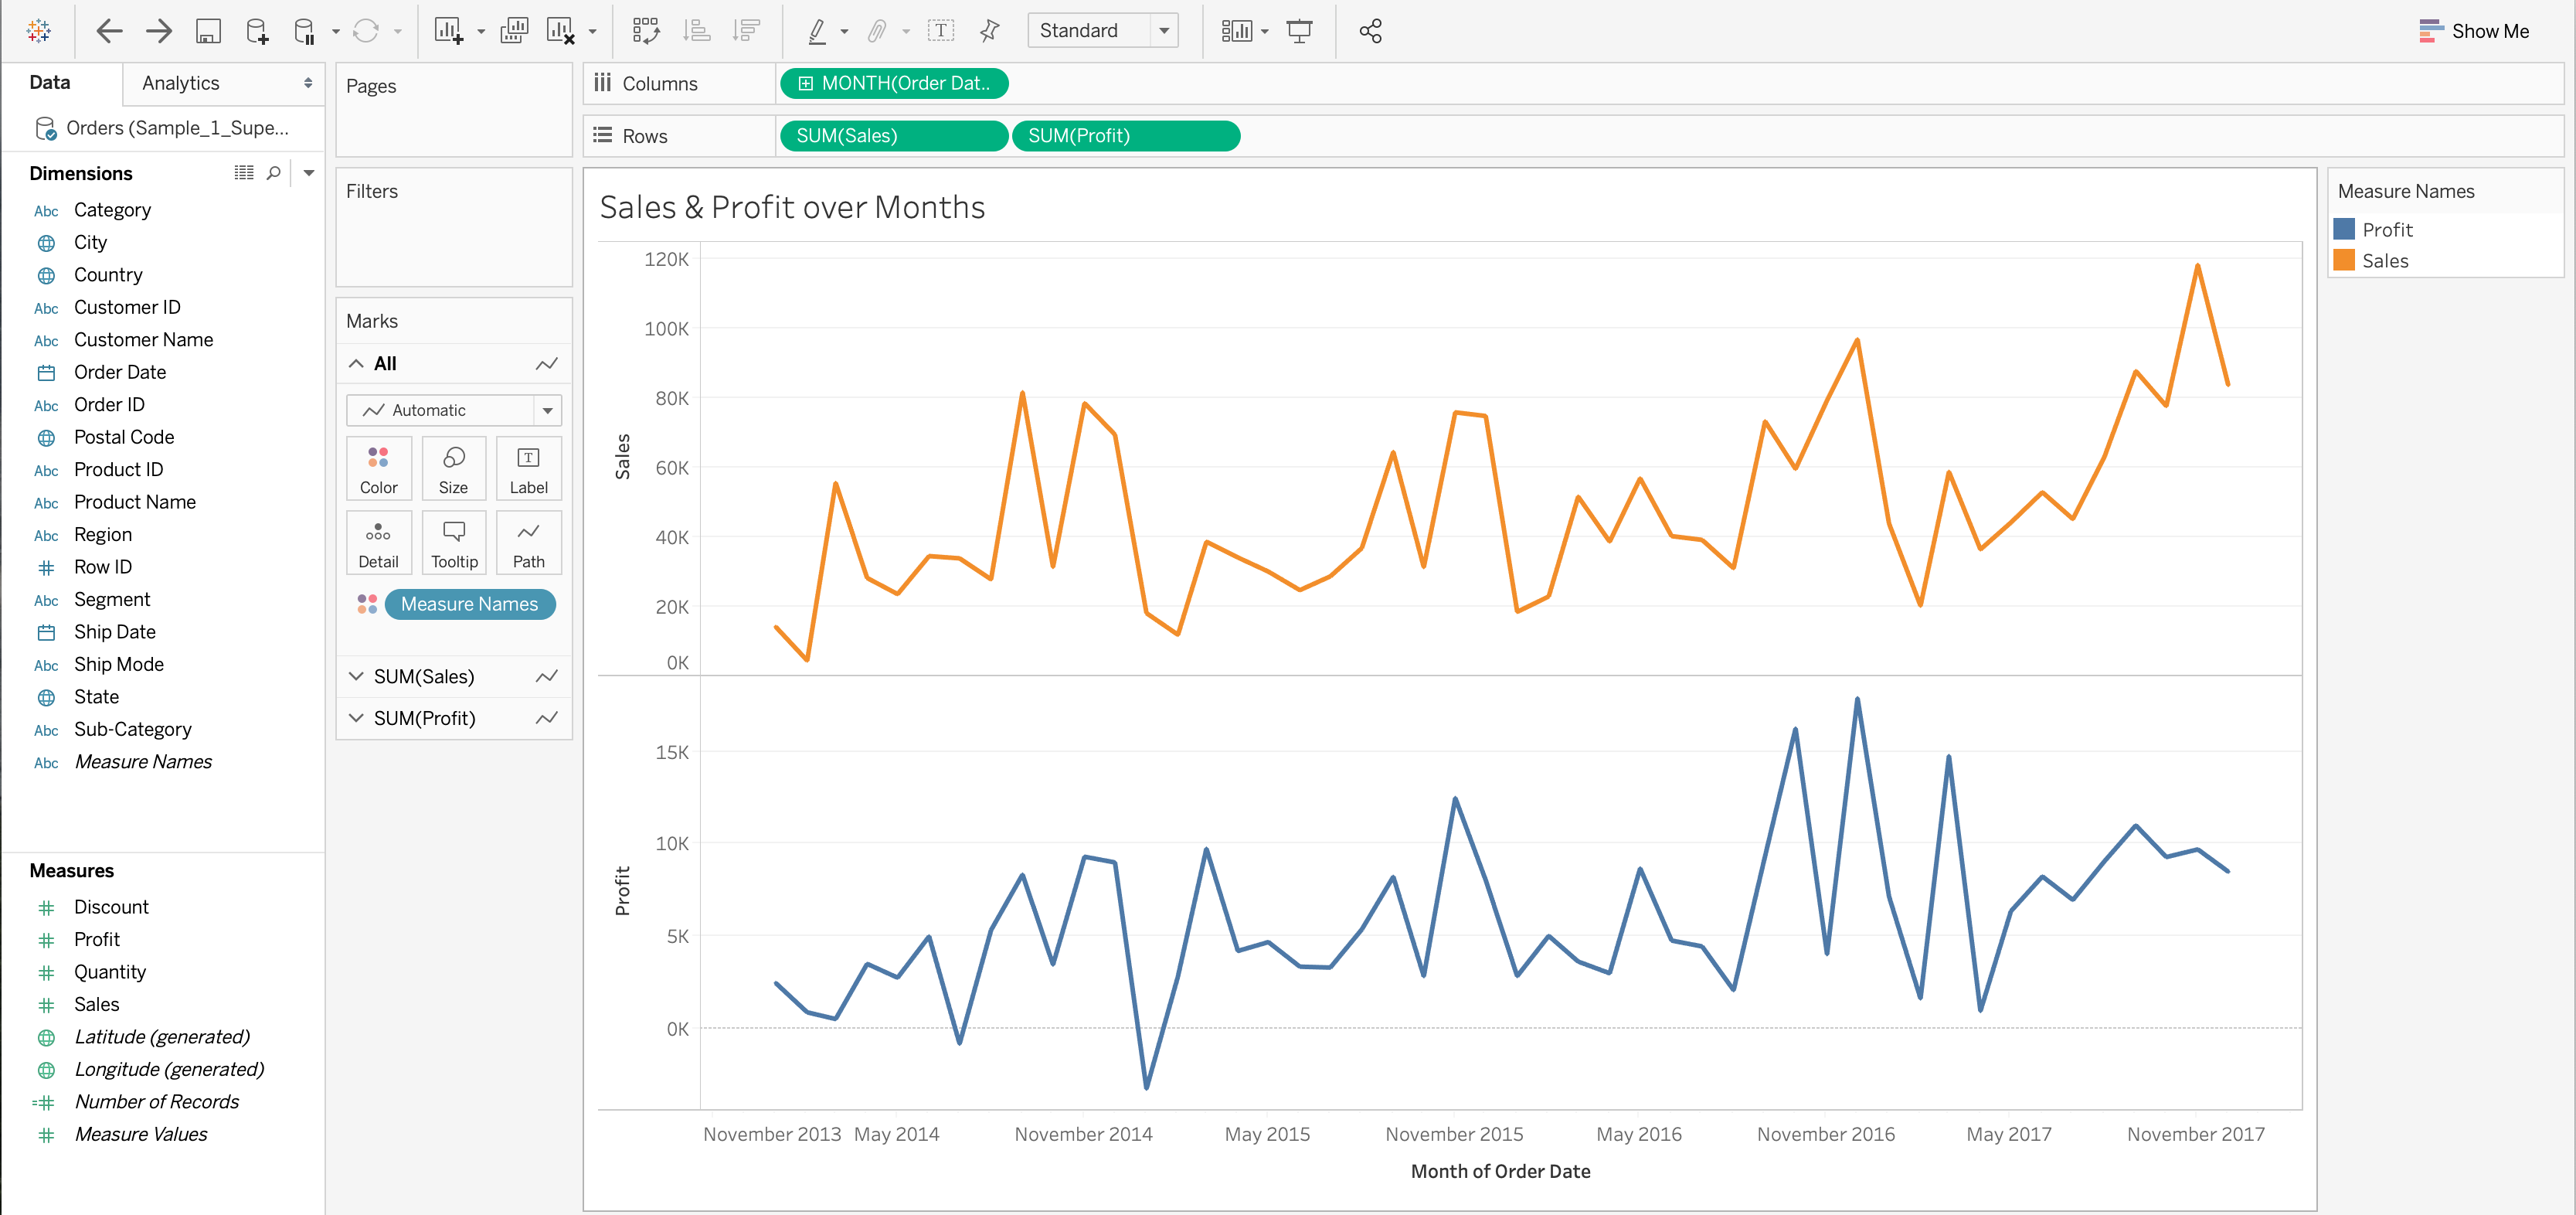 Standard
Show Me
Data
Analytics
Orders (Sample_1_Supe...
Dimensions
Abc Category
City
Country
Abc Customer ID
Abc Customer Name
Order Date
Abc Order ID
Postal Code
Abc Product ID
Abc Product Name
Abc Region
# Row ID
Abc Segment
Ship Date
Abc Ship Mode
State
Abc Sub-Category
Abc Measure Names
Measures
# Discount
# Profit
# Quantity
# Sales
Latitude (generated)
Longitude (generated)
=# Number of Records
# Measure Values
Pages
Filters
Marks
All
Automatic
Color
Size
T
Label
Detail
Tooltip
Path
Measure Names
SUM(Sales)
SUM(Profit)
Columns
MONTH(Order Dat..
Rows
SUM(Sales)
SUM(Profit)
Sales & Profit over Months
120K
100K
80K
60K
40K
20K
0K
Sales
15K
10K
5K
0K
Profit
November 2013
May 2014
November 2014
May 2015
November 2015
May 2016
November 2016
May 2017
November 2017
Month of Order Date
Measure Names
Profit
Sales